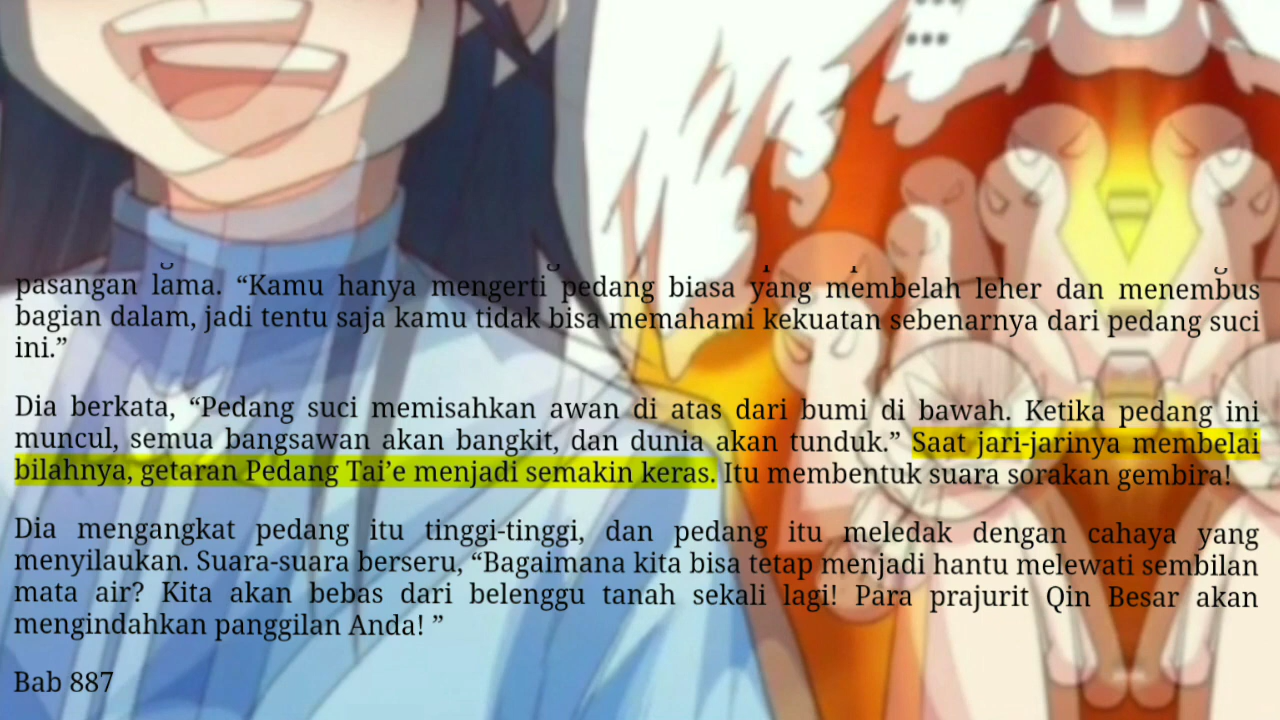 pasangan lama. “Kamu hanya mengerti pedang biasa yang membelah leher dan menembus
bagian dalam, jadi tentu saja kamu tidak bisa memahami kekuatan sebenarnya dari pedang suci
ini.”
Dia berkata, “Pedang suci memisahkan awan di atas dari bumi di bawah. Ketika pedang ini
muncul, semua bangsawan akan bangkit, dan dunia akan tunduk.” Saat jari-jarinya membelai
bilahnya, getaran Pedang Tai’e menjadi semakin keras. Itu membentuk suara sorakan gembira!
Dia mengangkat pedang itu tinggi-tinggi, dan pedang itu meledak dengan cahaya yang
menyilaukan. Suara-suara berseru, “Bagaimana kita bisa tetap menjadi hantu melewati sembilan
mata air? Kita akan bebas dari belenggu tanah sekali lagi! Para prajurit Qin Besar akan
mengindahkan panggilan Anda! ”
Bab 887